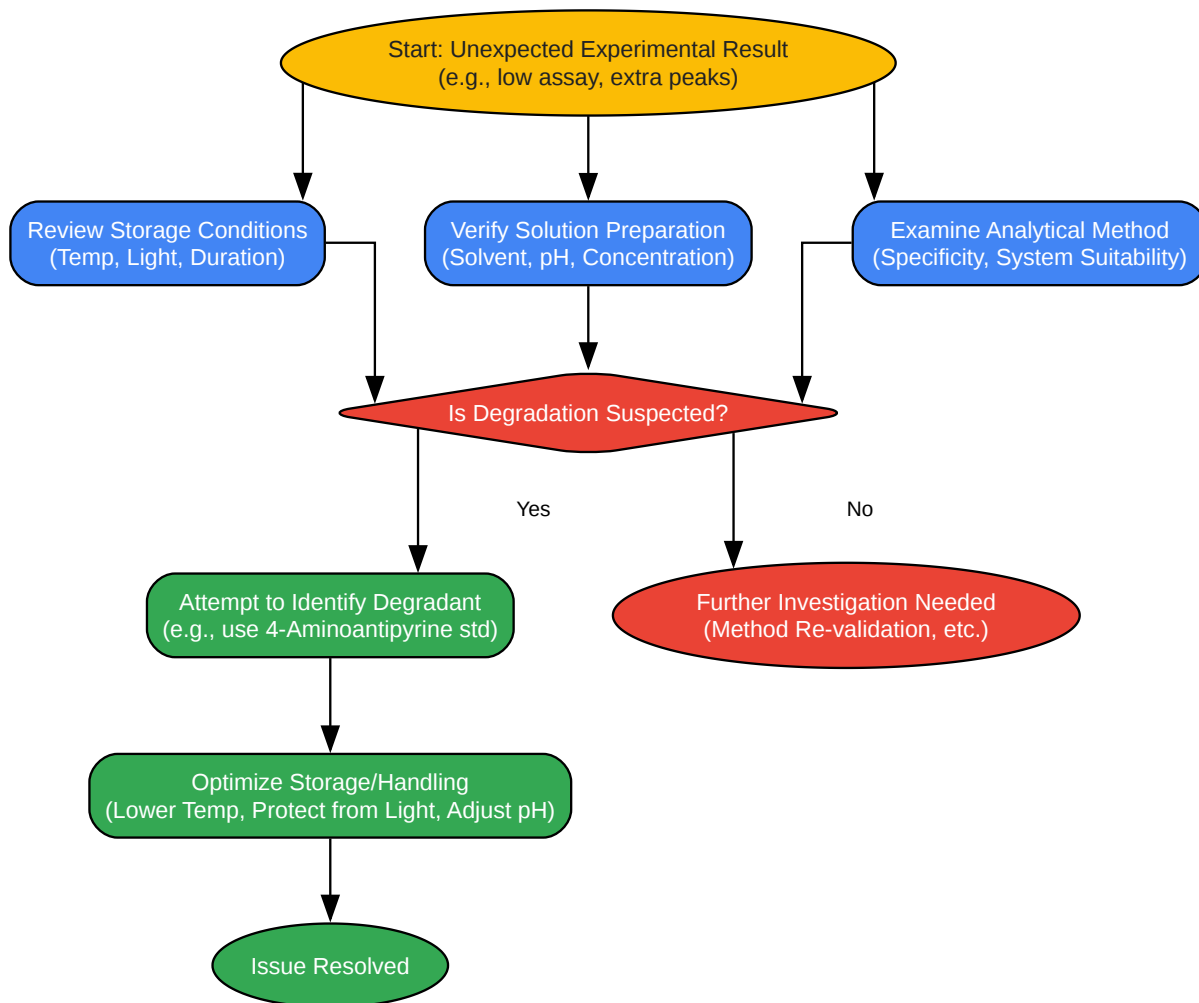 Start: Unexpected Experimental Result
(e.g., low assay, extra peaks)
Review Storage Conditions
(Temp, Light, Duration)
Verify Solution Preparation
(Solvent, pH, Concentration)
Examine Analytical Method
(Specificity, System Suitability)
Is Degradation Suspected?
Yes
No
Attempt to Identify Degradant
(e.g., use 4-Aminoantipyrine std)
Further Investigation Needed
(Method Re-validation, etc.)
Optimize Storage/Handling
(Lower Temp, Protect from Light, Adjust pH)
Issue Resolved